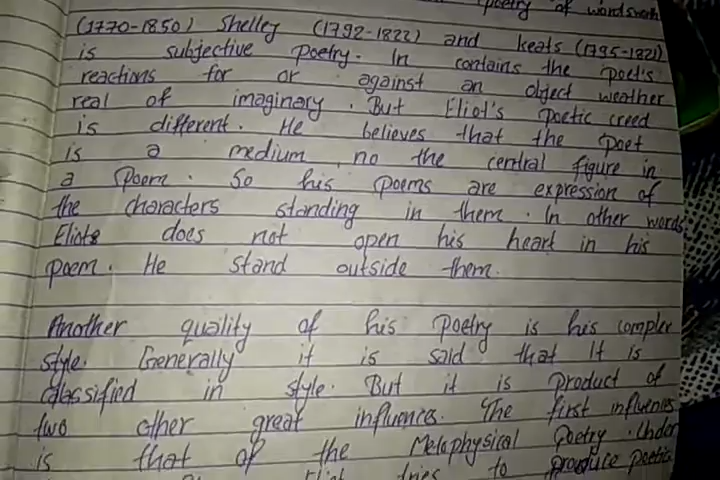 poetry of wordsworth
(1770-1850) Shelley (1792-1822) and keats (1795-1821)
is subjective poetry. In contains the poet's
reactions for or against an object weather
real of imaginary. But Eliot's poetic creed
is different. He believes that the poet
is a medium, no the central figure in
a poem. So his poems are expression of
the characters standing in them. In other words
Eliots does not open his heart in his
poem. He stand outside them.
Another quality of his poetry is his complex
style. Generally it is said that It is
classified in style. But it is product of
two other great influences. The first influences
is that of the Metaphysical Poetry. Under
Eliot tries to produce poetic